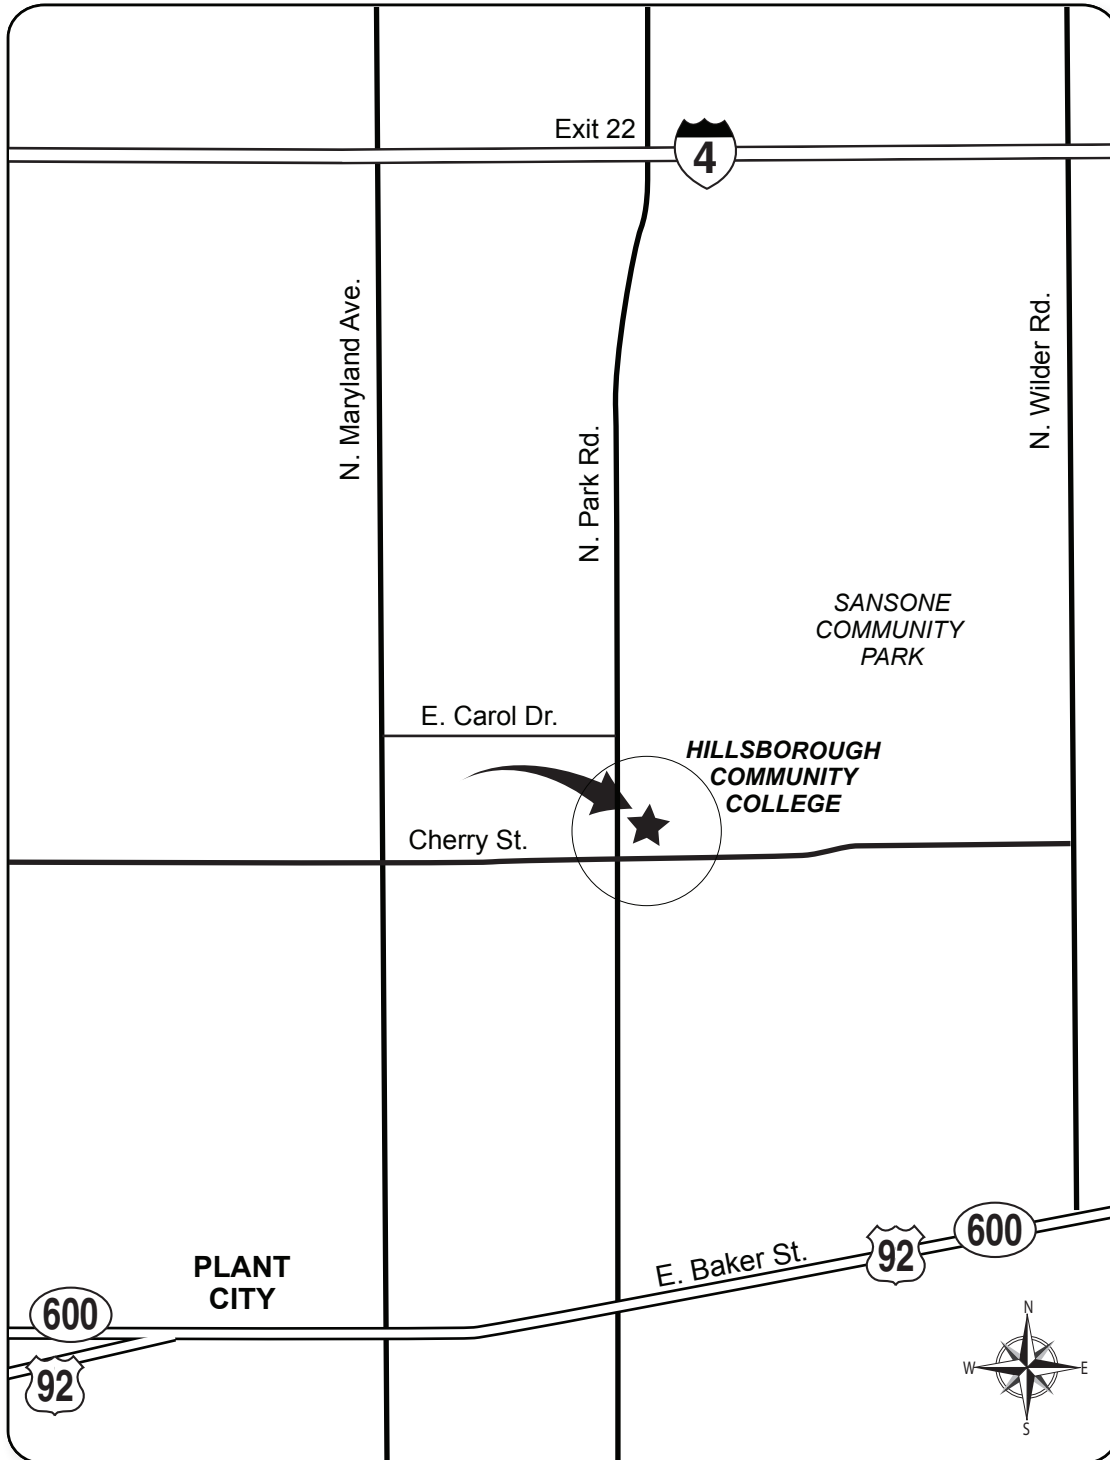 Exit 22
4
N. Maryland Ave.
N. Park Rd.
N. Wilder Rd.
SANSONE
COMMUNITY
PARK
E. Carol Dr.
HILLSBOROUGH
COMMUNITY
COLLEGE
Cherry St.
PLANT
CITY
E. Baker St.
92
600
600
92
N
W
E
S